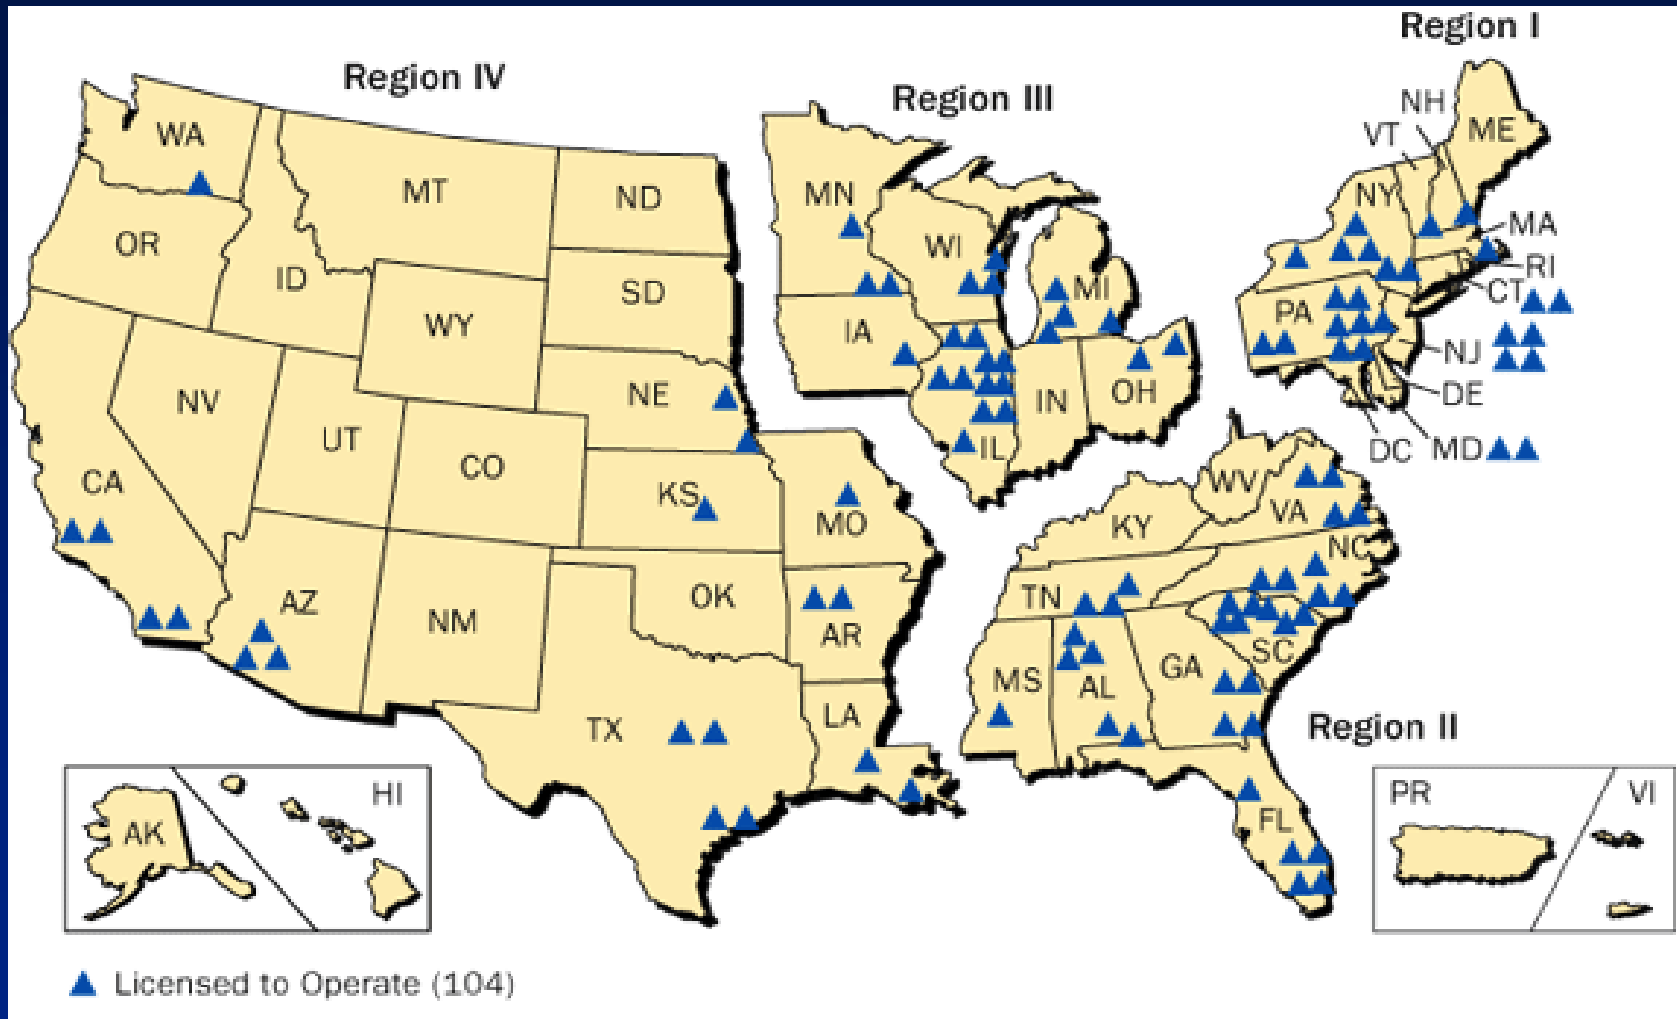 Region I
Region IV
Region III
NH
VT
ME
WA
MT
ND
MN
NY
MA
OR
WI
RI
ID
SD
MI
CT
WY
PA
IA
NJ
NE
NV
IN
OH
DE
UT
IL
DC
MD
CO
CA
KS
WV
MO
KY
VA
NC
AZ
OK
TN
NM
AR
SC
MS
AL
GA
LA
TX
Region II
HI
PR
VI
AK
FL
Licensed to Operate (104)